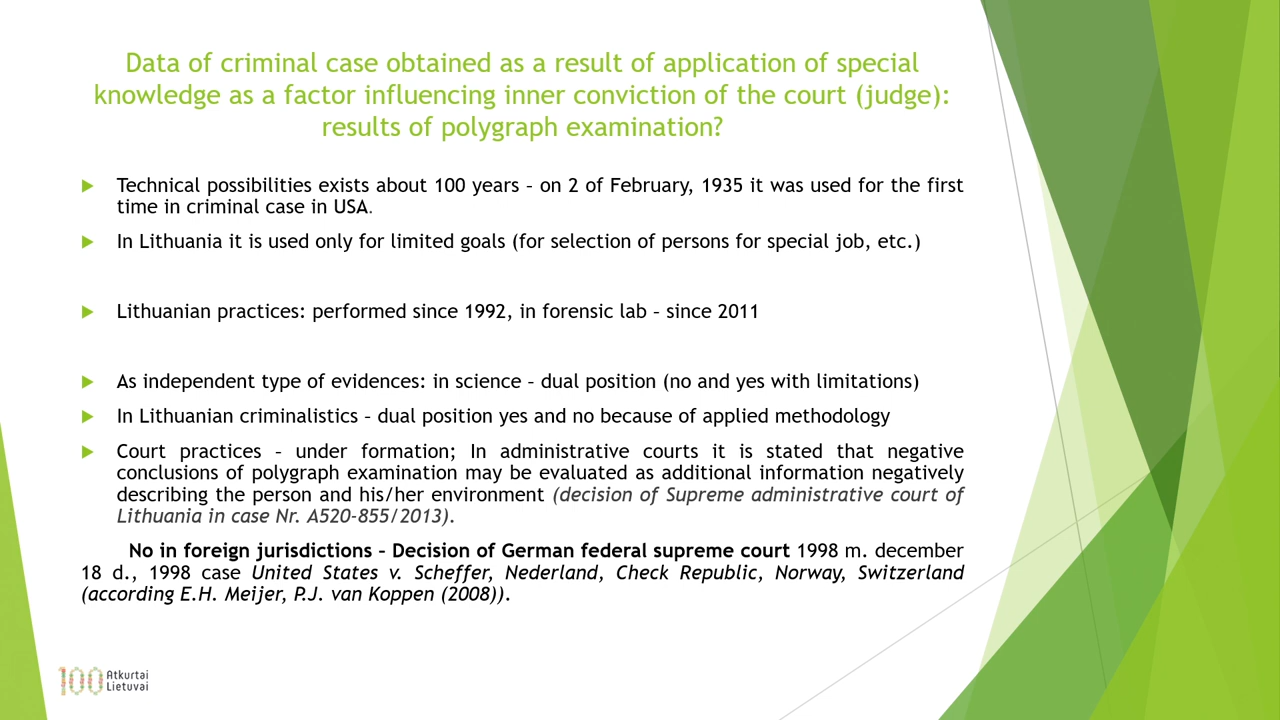 Data of criminal case obtained as a result of application of special
knowledge as a factor influencing inner conviction of the court (judge):
results of polygraph examination?
Technical possibilities exists about 100 years – on 2 of February, 1935 it was used for the first
time in criminal case in USA.
In Lithuania it is used only for limited goals (for selection of persons for special job, etc.)
Lithuanian practices: performed since 1992, in forensic lab – since 2011
As independent type of evidences: in science – dual position (no and yes with limitations)
In Lithuanian criminalistics – dual position yes and no because of applied methodology
Court practices – under formation; In administrative courts it is stated that negative
conclusions of polygraph examination may be evaluated as additional information negatively
describing the person and his/her environment (decision of Supreme administrative court of
Lithuania in case Nr. A520-855/2013).
No in foreign jurisdictions – Decision of German federal supreme court 1998 m. december
18 d., 1998 case United States v. Scheffer, Nederland, Check Republic, Norway, Switzerland
(according E.H. Meijer, P.J. van Koppen (2008)).
100 Atkurtai
Lietuvai